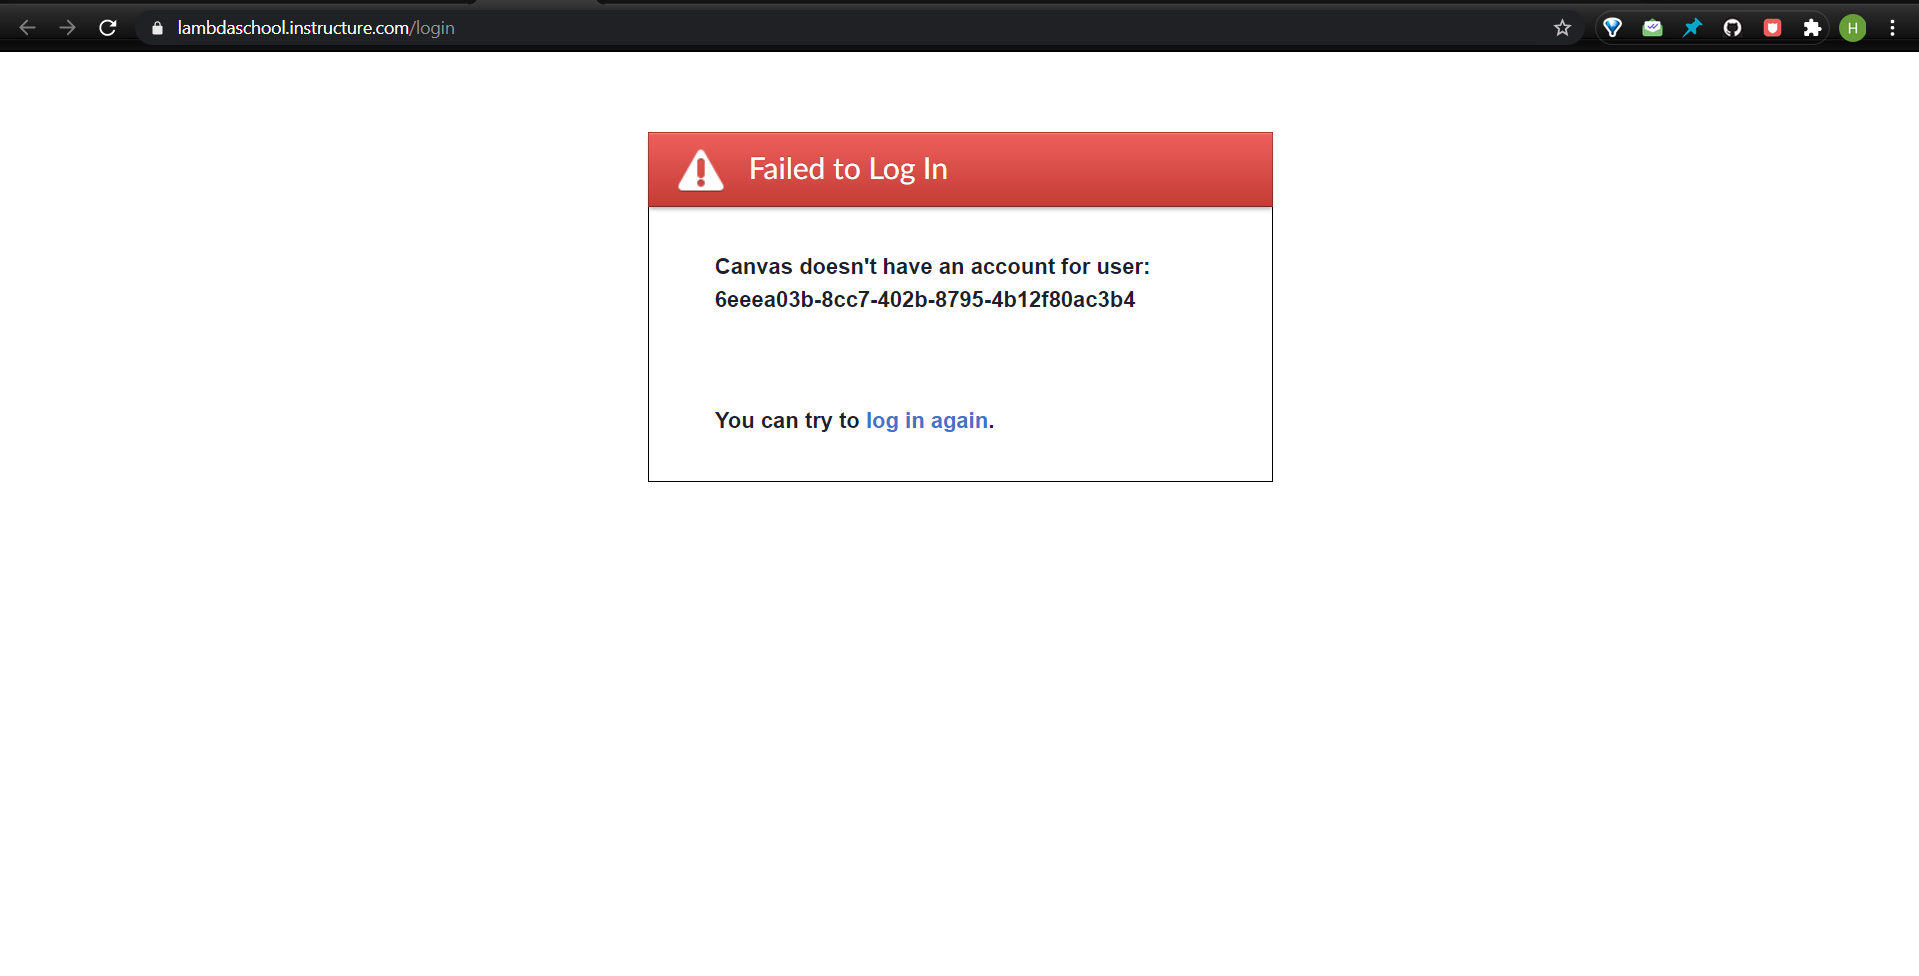 lambdaschool.instructure.com/login
H
Failed to Log In
Canvas doesn't have an account for user:
6eeea03b-8cc7-402b-8795-4b12f80ac3b4
You can try to log in again.